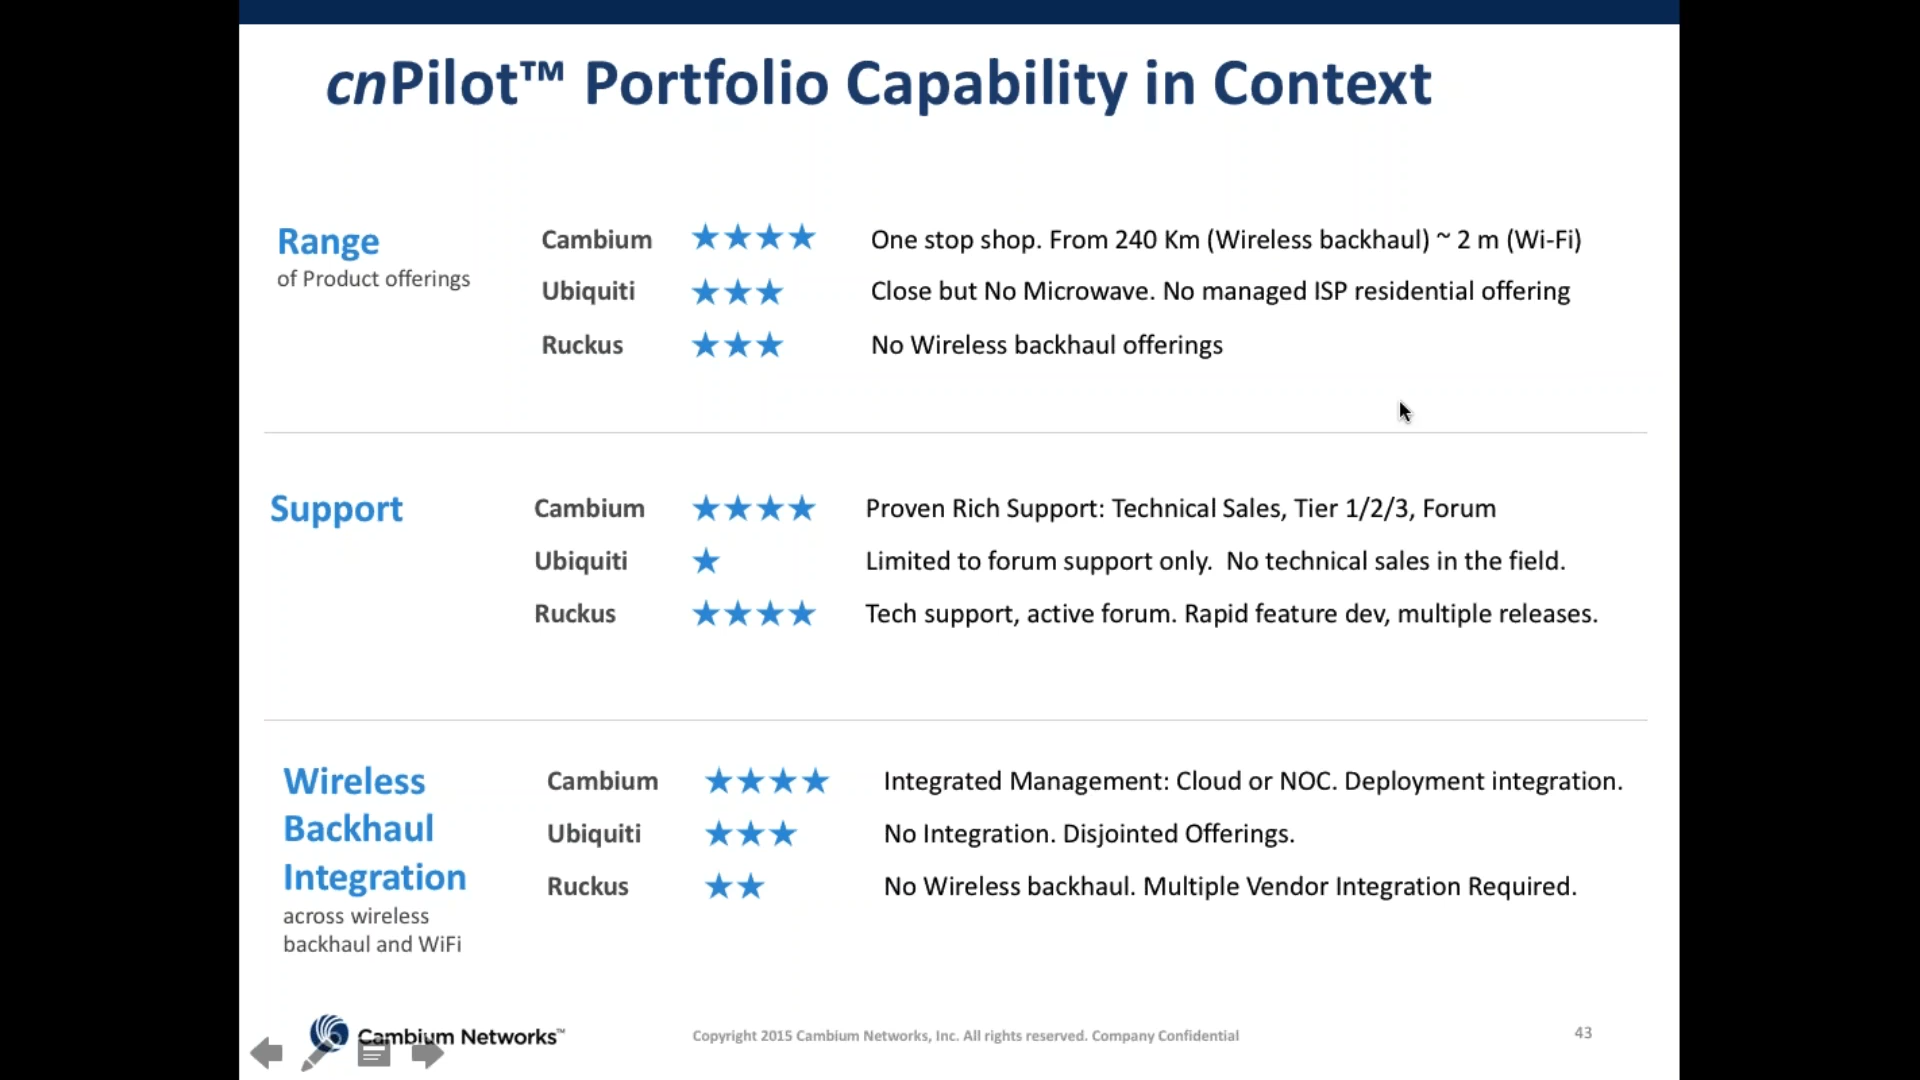 cnPilot™ Portfolio Capability in Context
Range
of Product offerings
Cambium ★★★★ One stop shop. From 240 Km (Wireless backhaul) ~ 2 m (Wi-Fi)
Ubiquiti ★★★ Close but No Microwave. No managed ISP residential offering
Ruckus ★★★ No Wireless backhaul offerings
Support
Cambium ★★★★ Proven Rich Support: Technical Sales, Tier 1/2/3, Forum
Ubiquiti ★ Limited to forum support only. No technical sales in the field.
Ruckus ★★★★ Tech support, active forum. Rapid feature dev, multiple releases.
Wireless
Backhaul
Integration
across wireless
backhaul and WiFi
Cambium ★★★★ Integrated Management: Cloud or NOC. Deployment integration.
Ubiquiti ★★★ No Integration. Disjointed Offerings.
Ruckus ★★ No Wireless backhaul. Multiple Vendor Integration Required.
Cambium Networks™
Copyright 2015 Cambium Networks, Inc. All rights reserved. Company Confidential
43